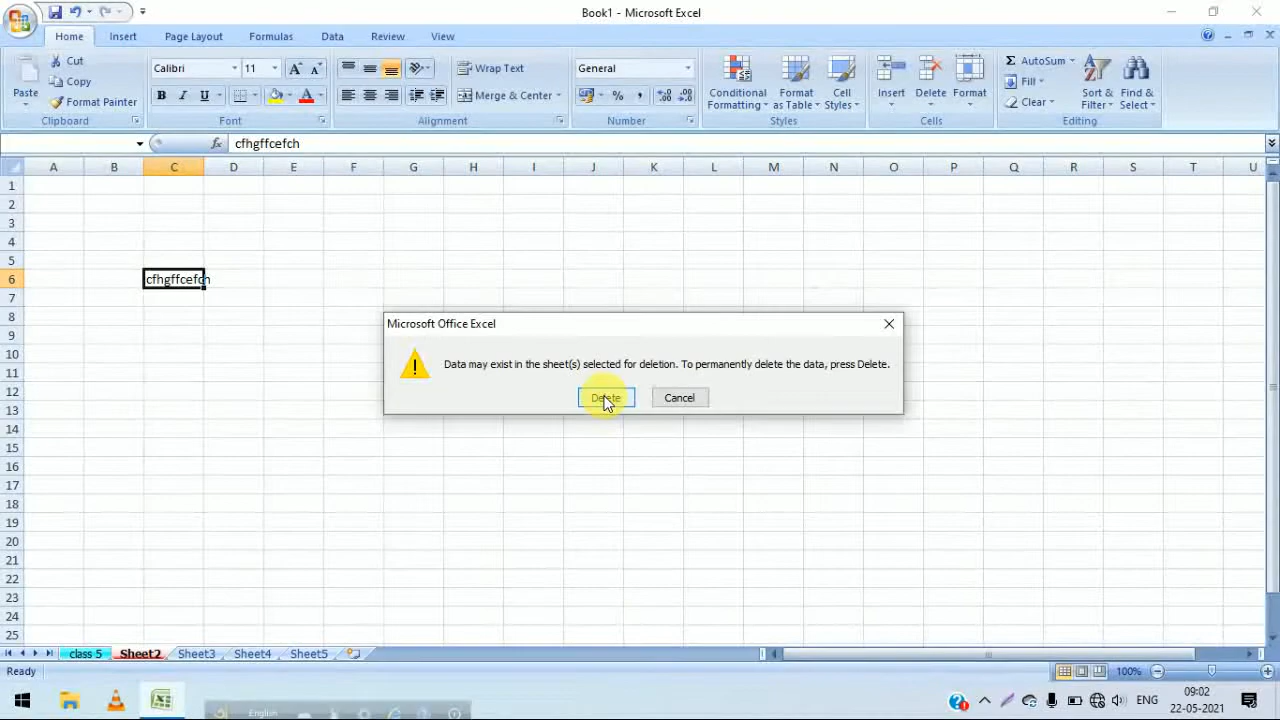 Book1 - Microsoft Excel
Home Insert Page Layout Formulas Data Review View
Paste Cut Calibri 11 Wrap Text General Conditional Formatting Format as Table Cell Styles Insert Delete Format AutoSum Sort & Filter Find & Select
Copy Fill
Format Painter B I U A Merge & Center % , Clear
Clipboard Font Alignment Number Styles Cells Editing
fx cfhgffcefch
A B C D E F G H I J K L M N O P Q R S T U
1
2
3
4
5
6 cfhgffcefch
7
8
9
10
11
12
13
14
15
16
17
18
19
20
21
22
23
24
25
Microsoft Office Excel
Data may exist in the sheet(s) selected for deletion. To permanently delete the data, press Delete.
Delete Cancel
class 5 Sheet2 Sheet3 Sheet4 Sheet5
Ready 100%
English ENG 09:02
22-05-2021